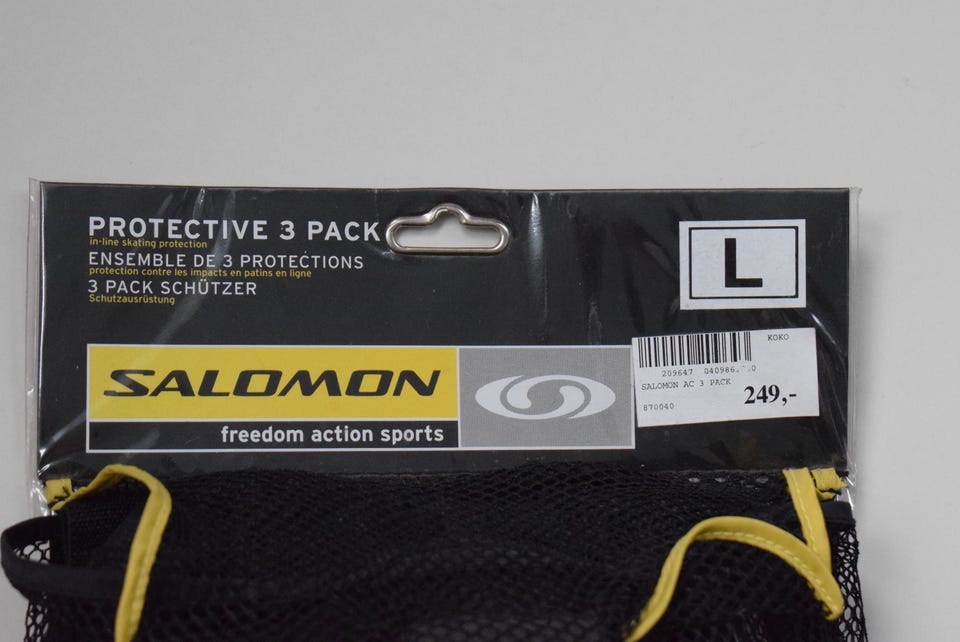 PROTECTIVE 3 PACK
in-line skating protection
ENSEMBLE DE 3 PROTECTIONS
protection contre les impacts en patins en ligne
3 PACK SCHÜTZER
Schutzausrüstung
L
SALOMON
freedom action sports
KOKO
209647
SALOMON AC 3 PACK
870040
249,-